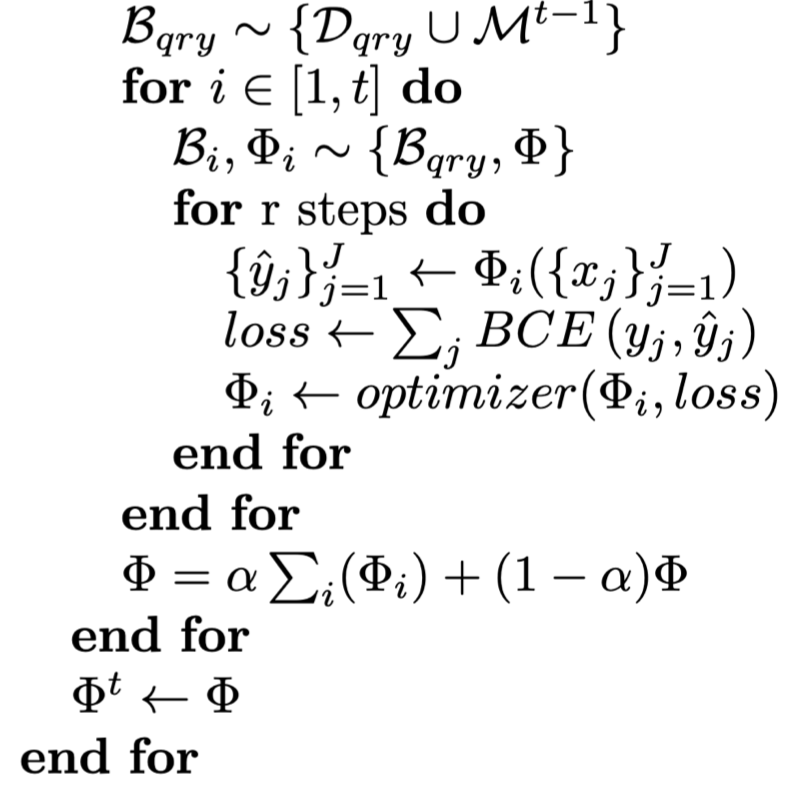 𝓑_{qry} ∼ {𝓓_{qry} ∪ 𝓜^{t−1}}
for i ∈ [1, t] do
𝓑_i, Φ_i ∼ {𝓑_{qry}, Φ}
for r steps do
{ŷ_j}_{j=1}^J ← Φ_i({x_j}_{j=1}^J)
loss ← ∑_j BCE (y_j, ŷ_j)
Φ_i ← optimizer(Φ_i, loss)
end for
end for
Φ = α ∑_i(Φ_i) + (1 − α)Φ
end for
Φ^t ← Φ
end for